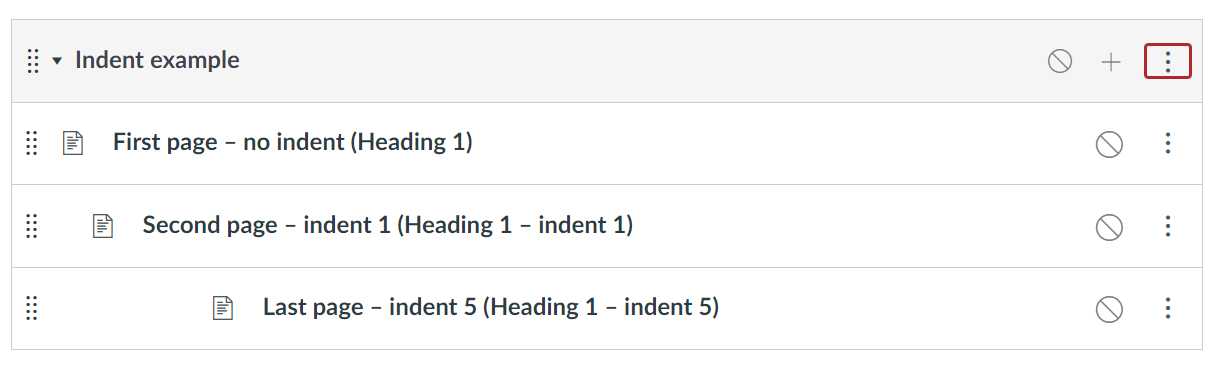 Indent example
First page – no indent (Heading 1)
Second page – indent 1 (Heading 1 – indent 1)
Last page – indent 5 (Heading 1 – indent 5)